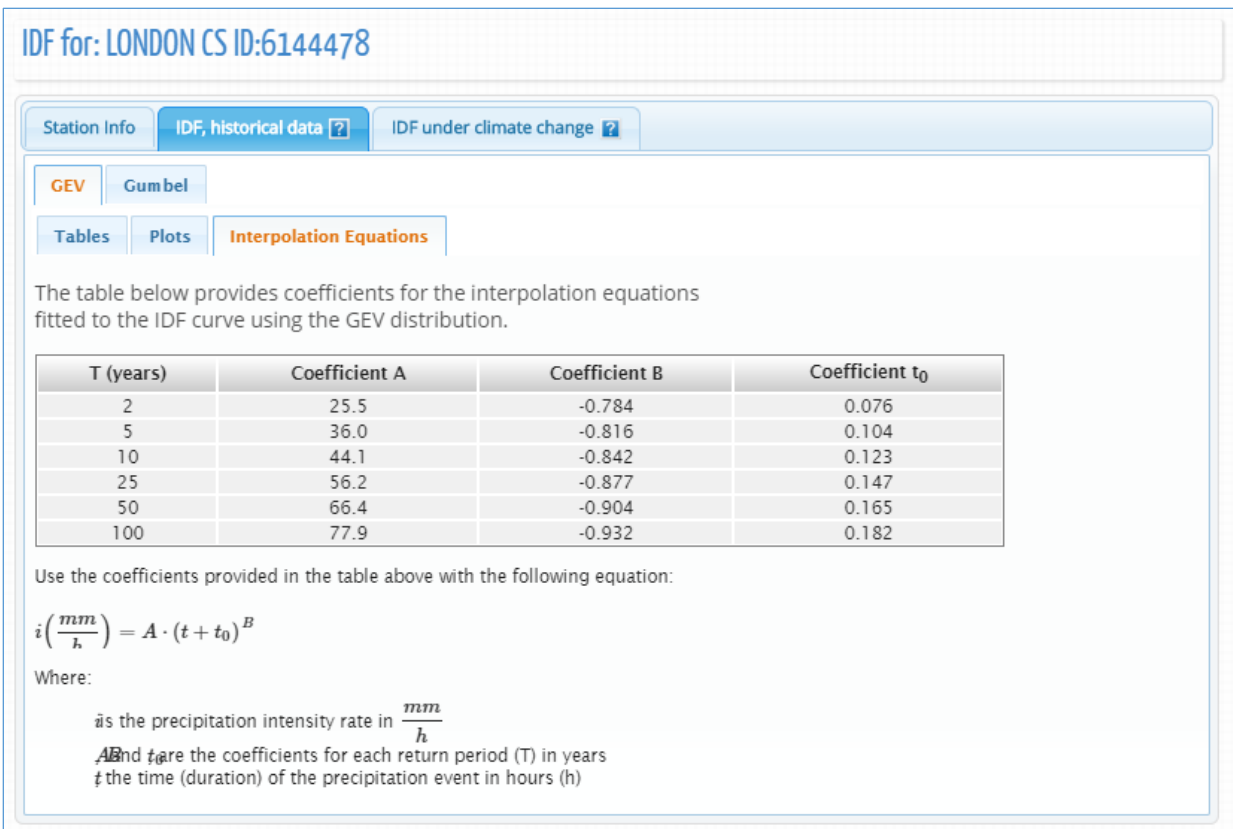 IDF for: LONDON CS ID:6144478
Station Info IDF, historical data ? IDF under climate change ?
GEV Gumbel
Tables Plots Interpolation Equations
The table below provides coefficients for the interpolation equations
fitted to the IDF curve using the GEV distribution.
T (years) Coefficient A Coefficient B Coefficient t₀
2 25.5 -0.784 0.076
5 36.0 -0.816 0.104
10 44.1 -0.842 0.123
25 56.2 -0.877 0.147
50 66.4 -0.904 0.165
100 77.9 -0.932 0.182
Use the coefficients provided in the table above with the following equation:
i(mm/h) = A · (t + t₀)^B
Where:
is the precipitation intensity rate in mm/h
t₀ are the coefficients for each return period (T) in years
t the time (duration) of the precipitation event in hours (h)